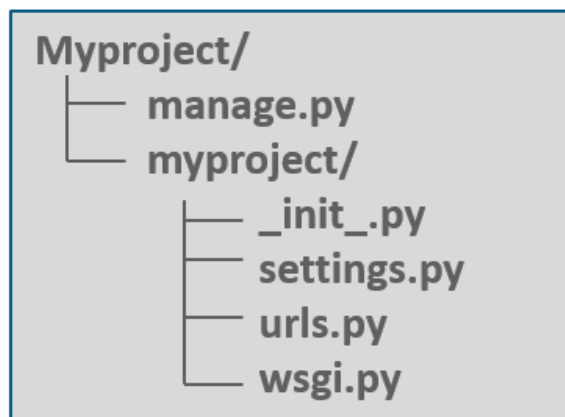 Myproject/
manage.py
myproject/
_init_.py
settings.py
urls.py
wsgi.py